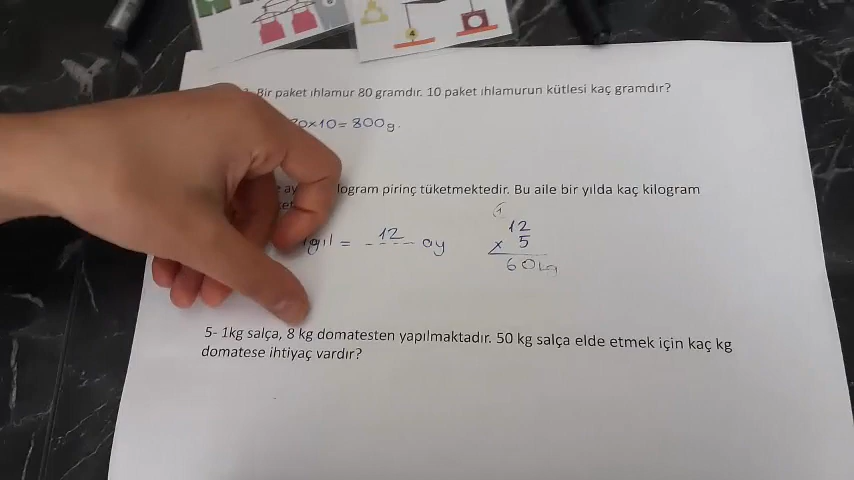 Bir paket ıhlamur 80 gramdır. 10 paket ıhlamurun kütlesi kaç gramdır?
0x10= 800g.
pirinç tüketmektedir. Bu aile bir yılda kaç kilogram
= 12 ay
1
12
x 5
60kg
5- 1kg salça, 8 kg domatesten yapılmaktadır. 50 kg salça elde etmek için kaç kg
domatese ihtiyaç vardır?